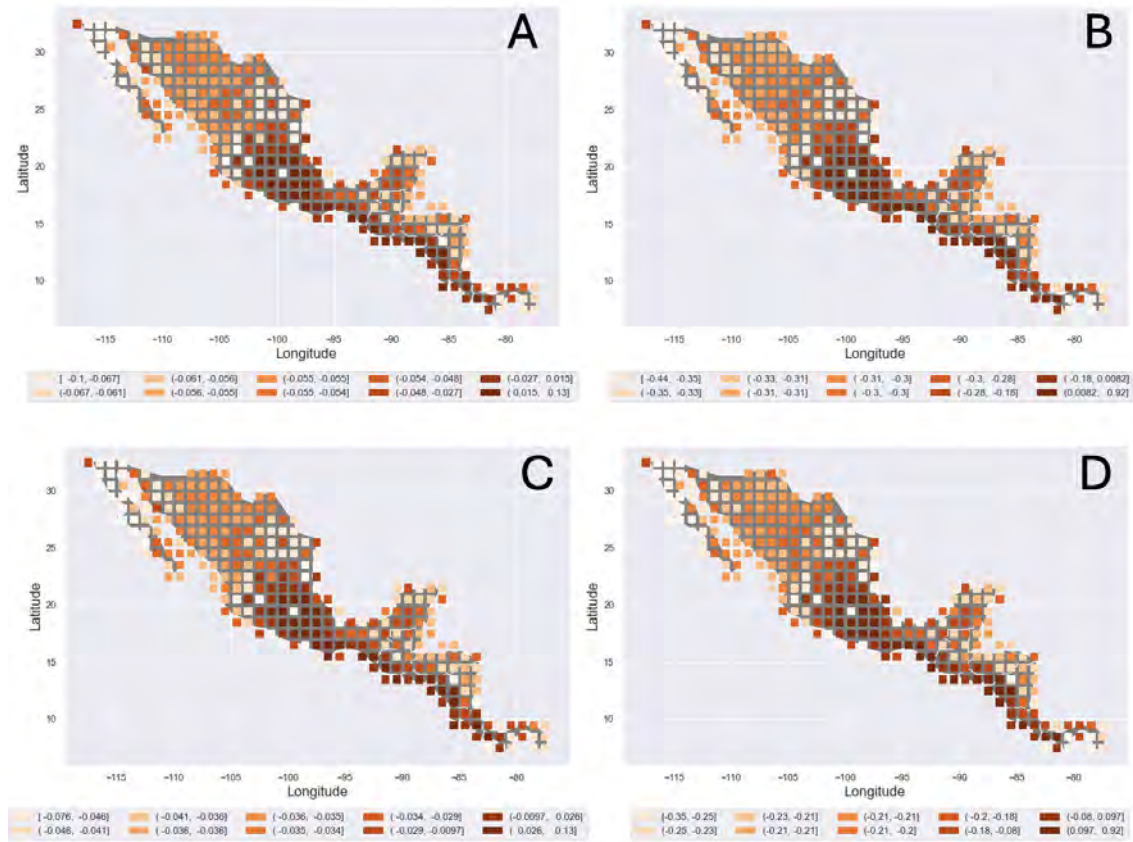 A
B
30
25
20
15
10
Latitude
30
25
20
15
10
Latitude
−115
−110
−105
−100
−95
−90
−85
−80
Longitude
−115
−110
−105
−100
−95
−90
−85
−80
Longitude
[ -0.1, -0.067] (-0.061, -0.056] (-0.055, -0.055] (-0.054, -0.048] (-0.027, 0.015]
(-0.067, -0.061] (-0.056, -0.055] (-0.055, -0.054] (-0.048, -0.027] ( 0.015, 0.13]
[-0.44, -0.35] (-0.33, -0.31] (-0.31, -0.3] (-0.3, -0.28] (-0.18, 0.0082]
(-0.35, -0.33] (-0.31, -0.31] (-0.3, -0.3] (-0.28, -0.18] (0.0082, 0.92]
C
D
30
25
20
15
10
Latitude
30
25
20
15
10
Latitude
−115
−110
−105
−100
−95
−90
−85
−80
Longitude
−115
−110
−105
−100
−95
−90
−85
−80
Longitude
[-0.076, -0.046] (-0.041, -0.036] (-0.036, -0.035] (-0.034, -0.029] (-0.0097, 0.026]
(-0.046, -0.041] (-0.036, -0.036] (-0.035, -0.034] (-0.029, -0.0097] ( 0.026, 0.13]
[-0.35, -0.25] (-0.23, -0.21] (-0.21, -0.21] (-0.2, -0.18] (-0.08, 0.097]
(-0.25, -0.23] (-0.21, -0.21] (-0.21, -0.2] (-0.18, -0.08] (0.097, 0.92]